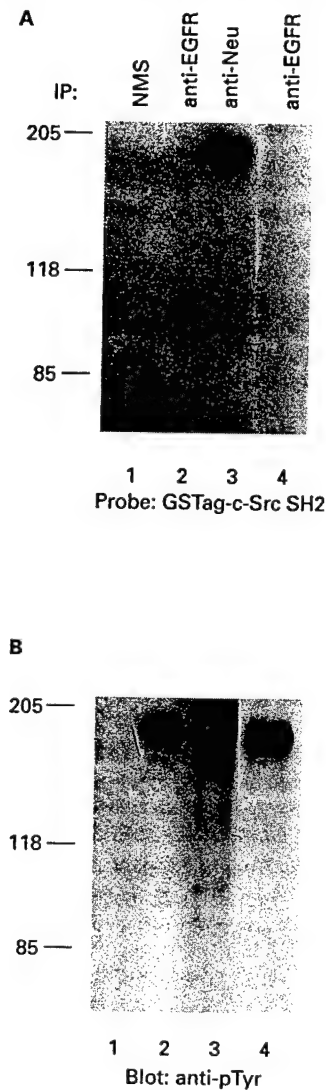 A
IP:
NMS
anti-EGFR
anti-Neu
anti-EGFR
205
118
85
1 2 3 4
Probe: GSTag-c-Src SH2
B
205
118
85
1 2 3 4
Blot: anti-pTyr